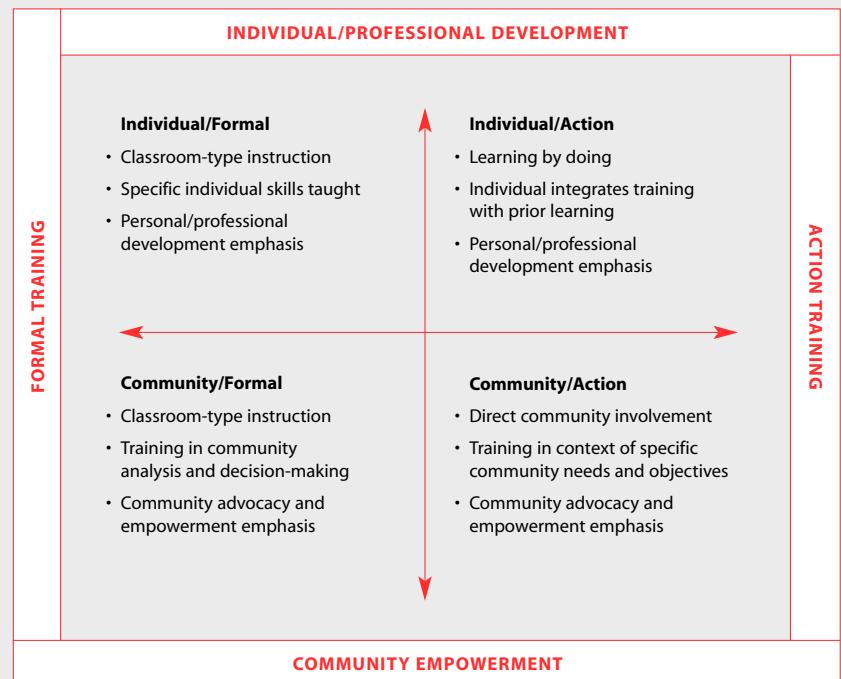 INDIVIDUAL/PROFESSIONAL DEVELOPMENT
FORMAL TRAINING
Individual/Formal
• Classroom-type instruction
• Specific individual skills taught
• Personal/professional
development emphasis
Individual/Action
• Learning by doing
• Individual integrates training
with prior learning
• Personal/professional
development emphasis
Community/Formal
• Classroom-type instruction
• Training in community
analysis and decision-making
• Community advocacy and
empowerment emphasis
Community/Action
• Direct community involvement
• Training in context of specific
community needs and objectives
• Community advocacy and
empowerment emphasis
ACTION TRAINING
COMMUNITY EMPOWERMENT